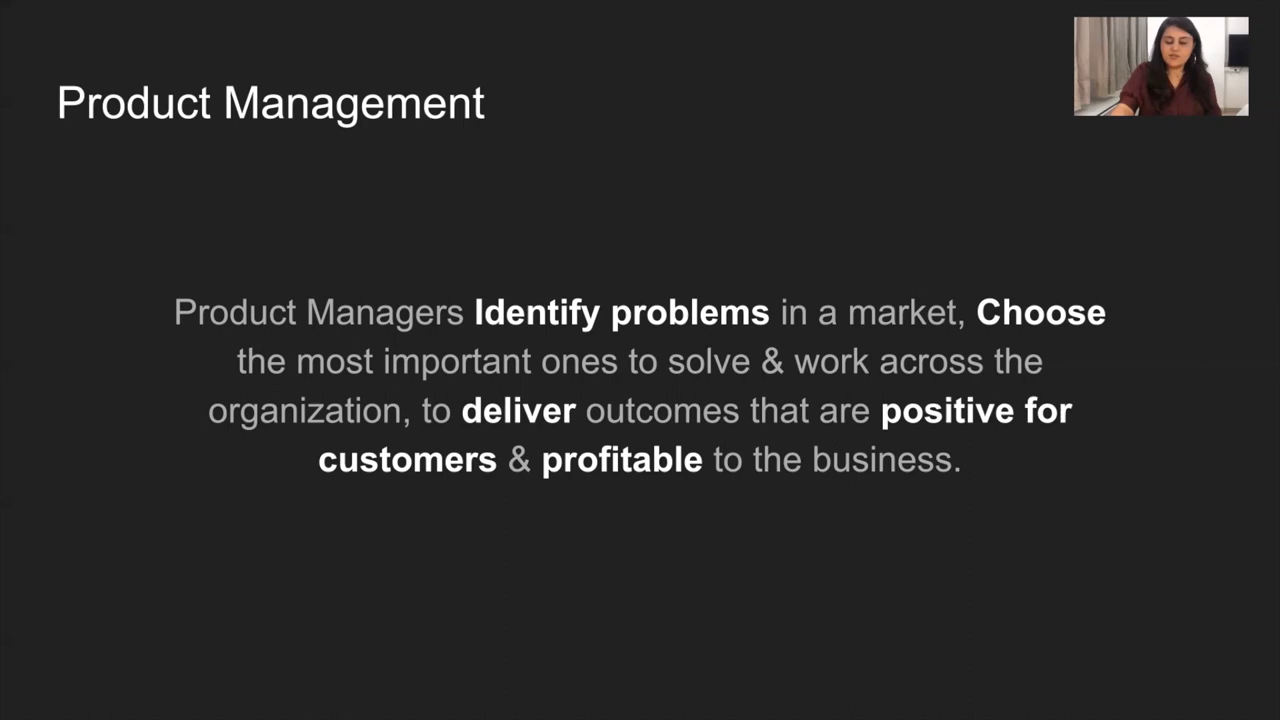 Product Management
Product Managers Identify problems in a market, Choose
the most important ones to solve & work across the
organization, to deliver outcomes that are positive for
customers & profitable to the business.